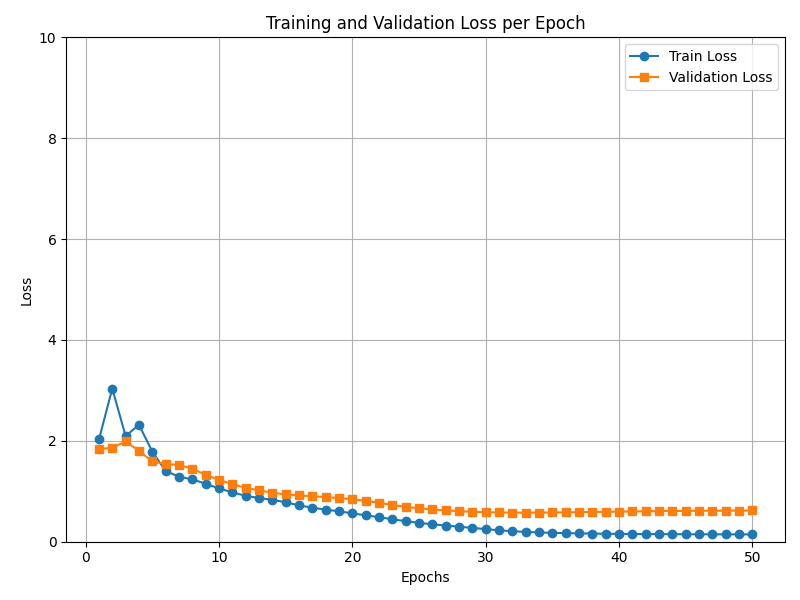 Training and Validation Loss per Epoch
Train Loss
Validation Loss
10
8
6
4
2
0
Loss
0 10 20 30 40 50
Epochs